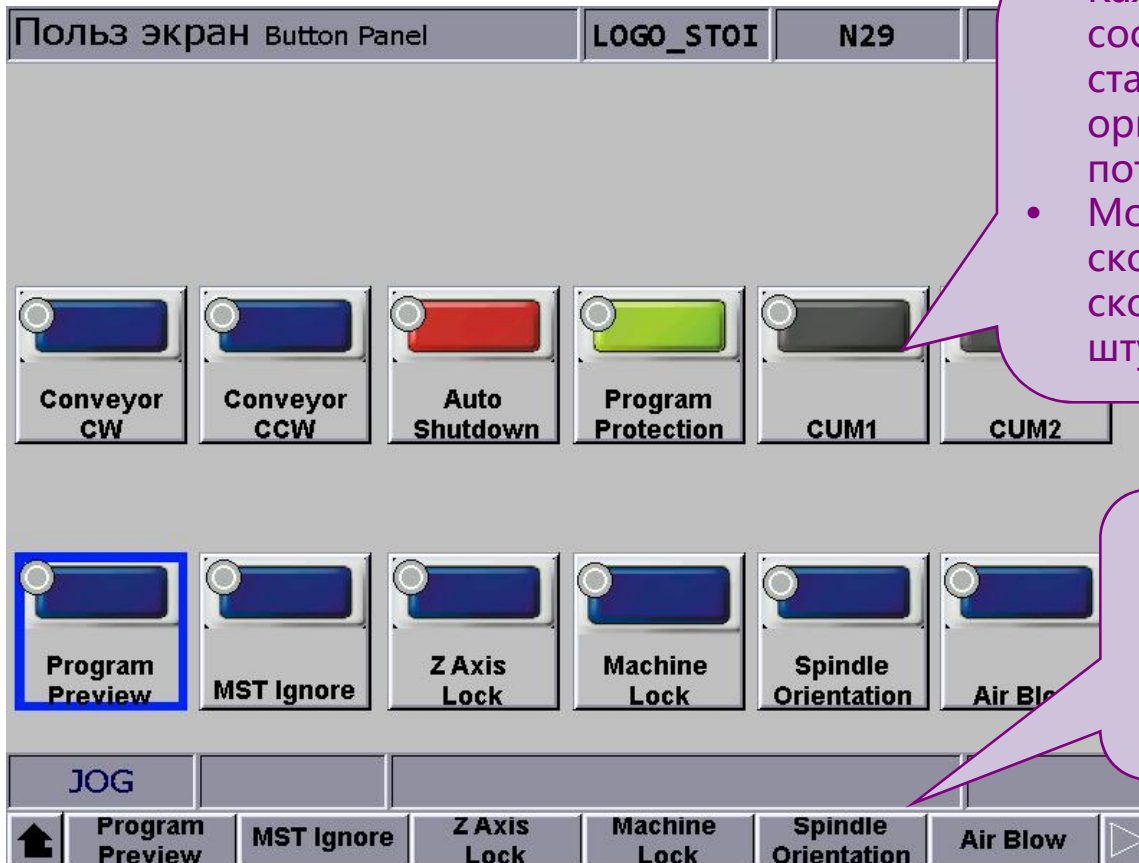 Польз экран Button Panel
LOGO_STOI
N29
Conveyor
CW
Conveyor
CCW
Auto
Shutdown
Program
Protection
CUM1
CUM2
Program
Preview
MST Ignore
Z Axis
Lock
Machine
Lock
Spindle
Orientation
Air Blow
JOG
Program
Preview
MST Ignore
Z Axis
Lock
Machine
Lock
Spindle
Orientation
Air Blow